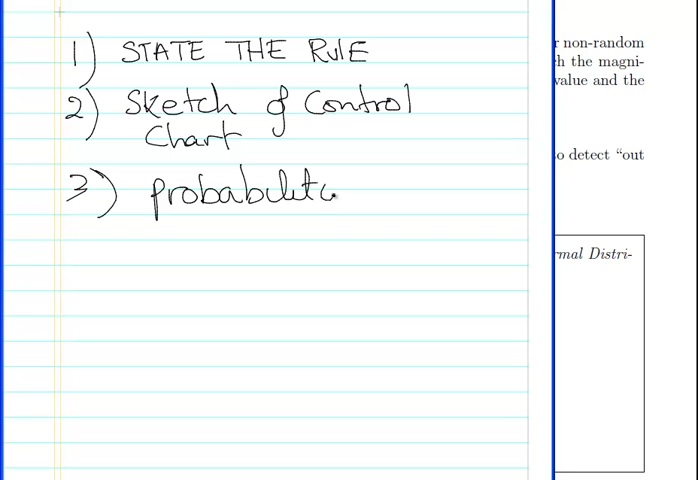 1) STATE THE RULE
2) Sketch of Control
Chart
3) probabilit
r non-random
h the magni-
value and the
o detect “out
rmal Distri-